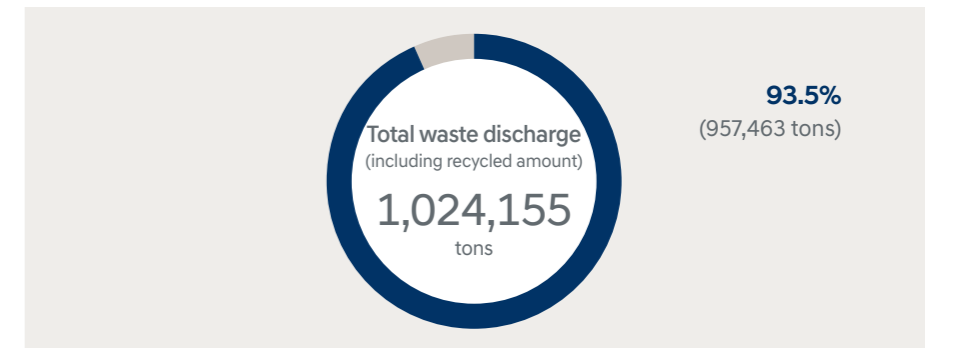 Total waste discharge
(including recycled amount)
1,024,155
tons
93.5%
(957,463 tons)